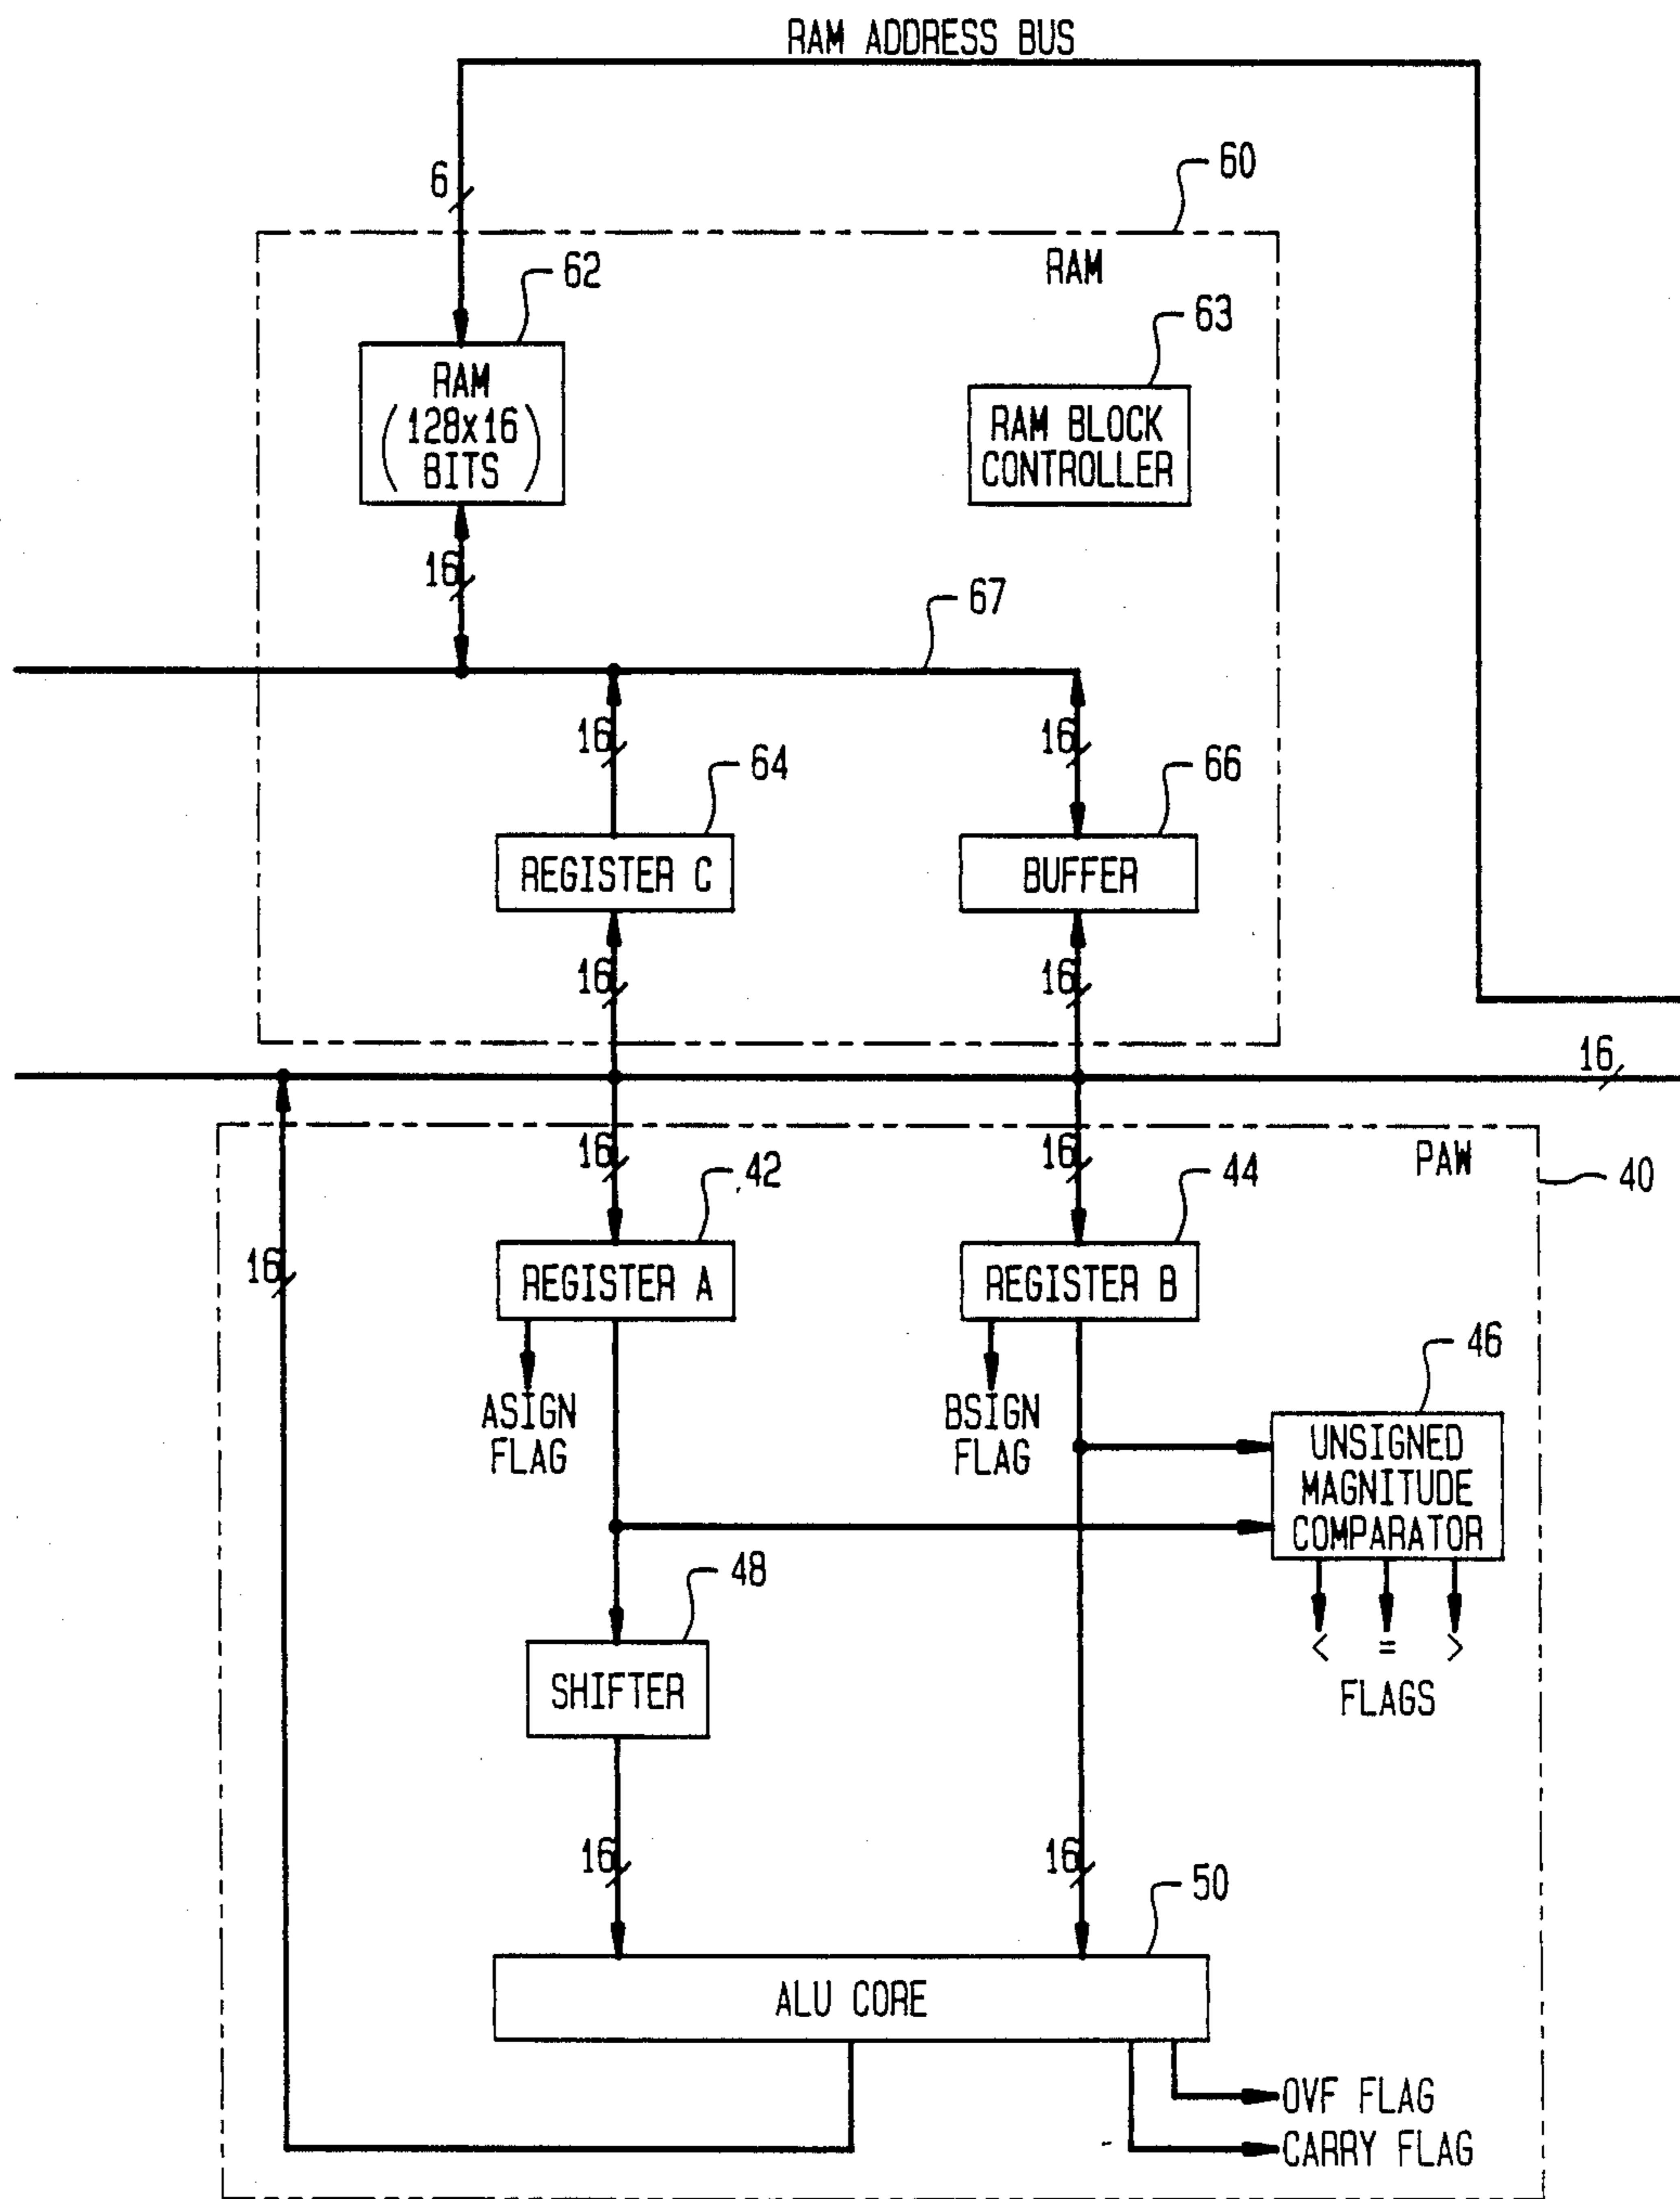 RAM ADDRESS BUS
6
60
RAM
62
63
RAM
(128x16)
BITS
RAM BLOCK
CONTROLLER
16
67
16
16
64
66
REGISTER C
BUFFER
16
16
16
16
16
PAW
40
42
44
16
REGISTER A
REGISTER B
46
ASIGN
FLAG
BSIGN
FLAG
UNSIGNED
MAGNITUDE
COMPARATOR
48
< = >
FLAGS
SHIFTER
16
16
50
ALU CORE
OVF FLAG
CARRY FLAG